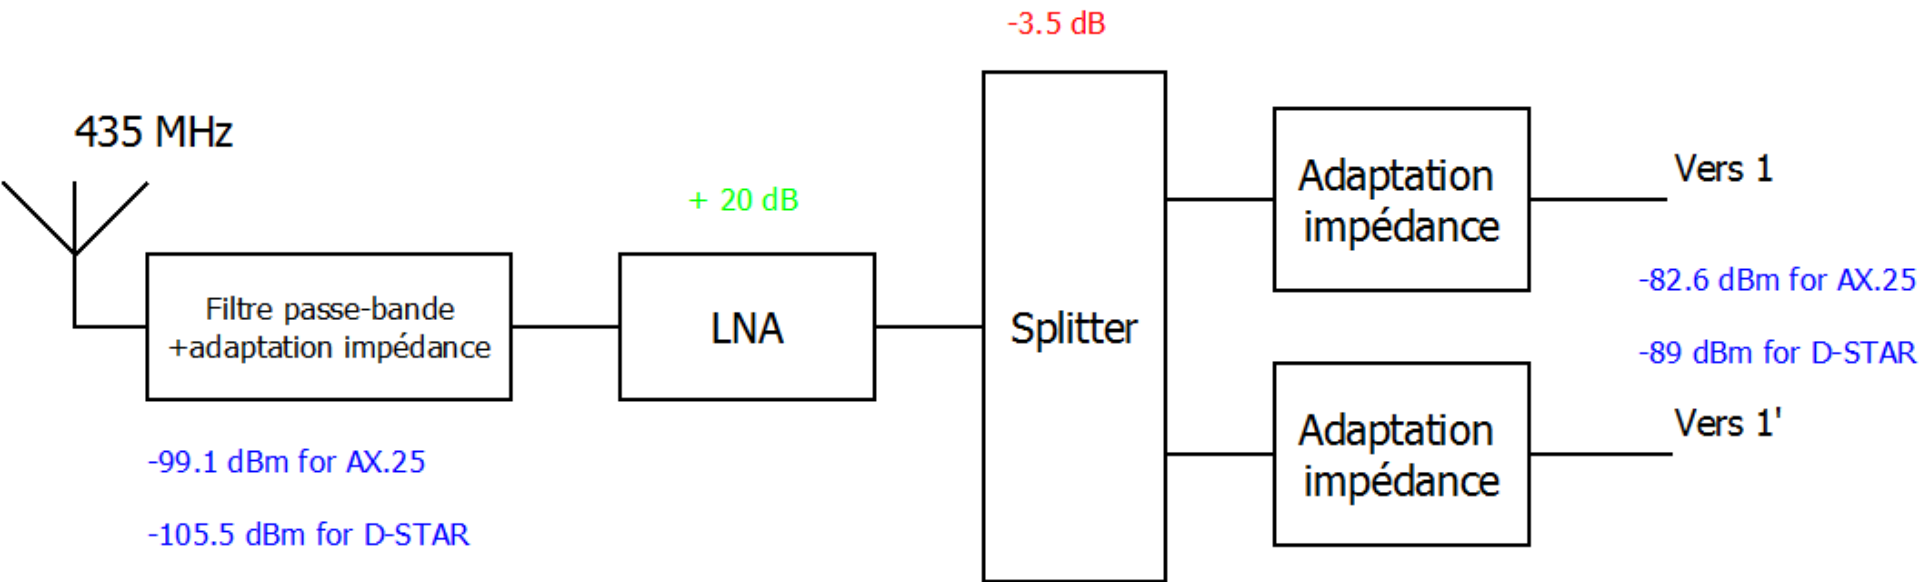 -3.5 dB
435 MHz
+ 20 dB
Filtre passe-bande
+adaptation impédance
LNA
Splitter
Adaptation
impédance
Vers 1
-82.6 dBm for AX.25
-89 dBm for D-STAR
Adaptation
impédance
Vers 1'
-99.1 dBm for AX.25
-105.5 dBm for D-STAR